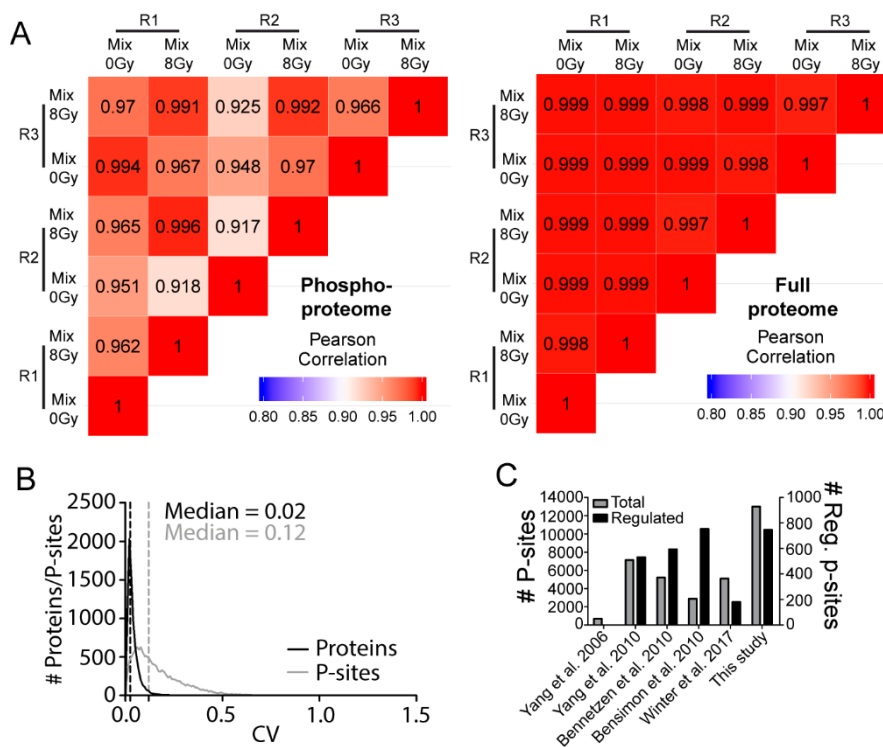 A
R1 R2 R3
Mix Mix Mix Mix Mix Mix
0Gy 8Gy 0Gy 8Gy 0Gy 8Gy
R3
Mix
8Gy
0.97 0.991 0.925 0.992 0.966 1
Mix
0Gy
0.994 0.967 0.948 0.97 1
R2
Mix
8Gy
0.965 0.996 0.917 1
Mix
0Gy
0.951 0.918 1
R1
Mix
8Gy
0.962 1
Mix
0Gy
1
Phospho-
proteome
Pearson
Correlation
0.80 0.85 0.90 0.95 1.00
R1 R2 R3
Mix Mix Mix Mix Mix Mix
0Gy 8Gy 0Gy 8Gy 0Gy 8Gy
R3
Mix
8Gy
0.999 0.999 0.998 0.999 0.997 1
Mix
0Gy
0.999 0.999 0.999 0.998 1
R2
Mix
8Gy
0.999 0.999 0.997 1
Mix
0Gy
0.999 0.999 1
R1
Mix
8Gy
0.998 1
Mix
0Gy
1
Full
proteome
Pearson
Correlation
0.80 0.85 0.90 0.95 1.00
B
# Proteins/P-sites
2500
2000
1500
1000
500
0
Median = 0.02
Median = 0.12
Proteins
P-sites
0.0 0.5 1.0 1.5
CV
C
# P-sites
14000
12000
10000
8000
6000
4000
2000
0
Total
Regulated
1000
800
600
400
200
0
# Reg. p-sites
Yang et al. 2006
Yang et al. 2010
Bennetzen et al. 2010
Bensimon et al. 2010
Winter et al. 2017
This study